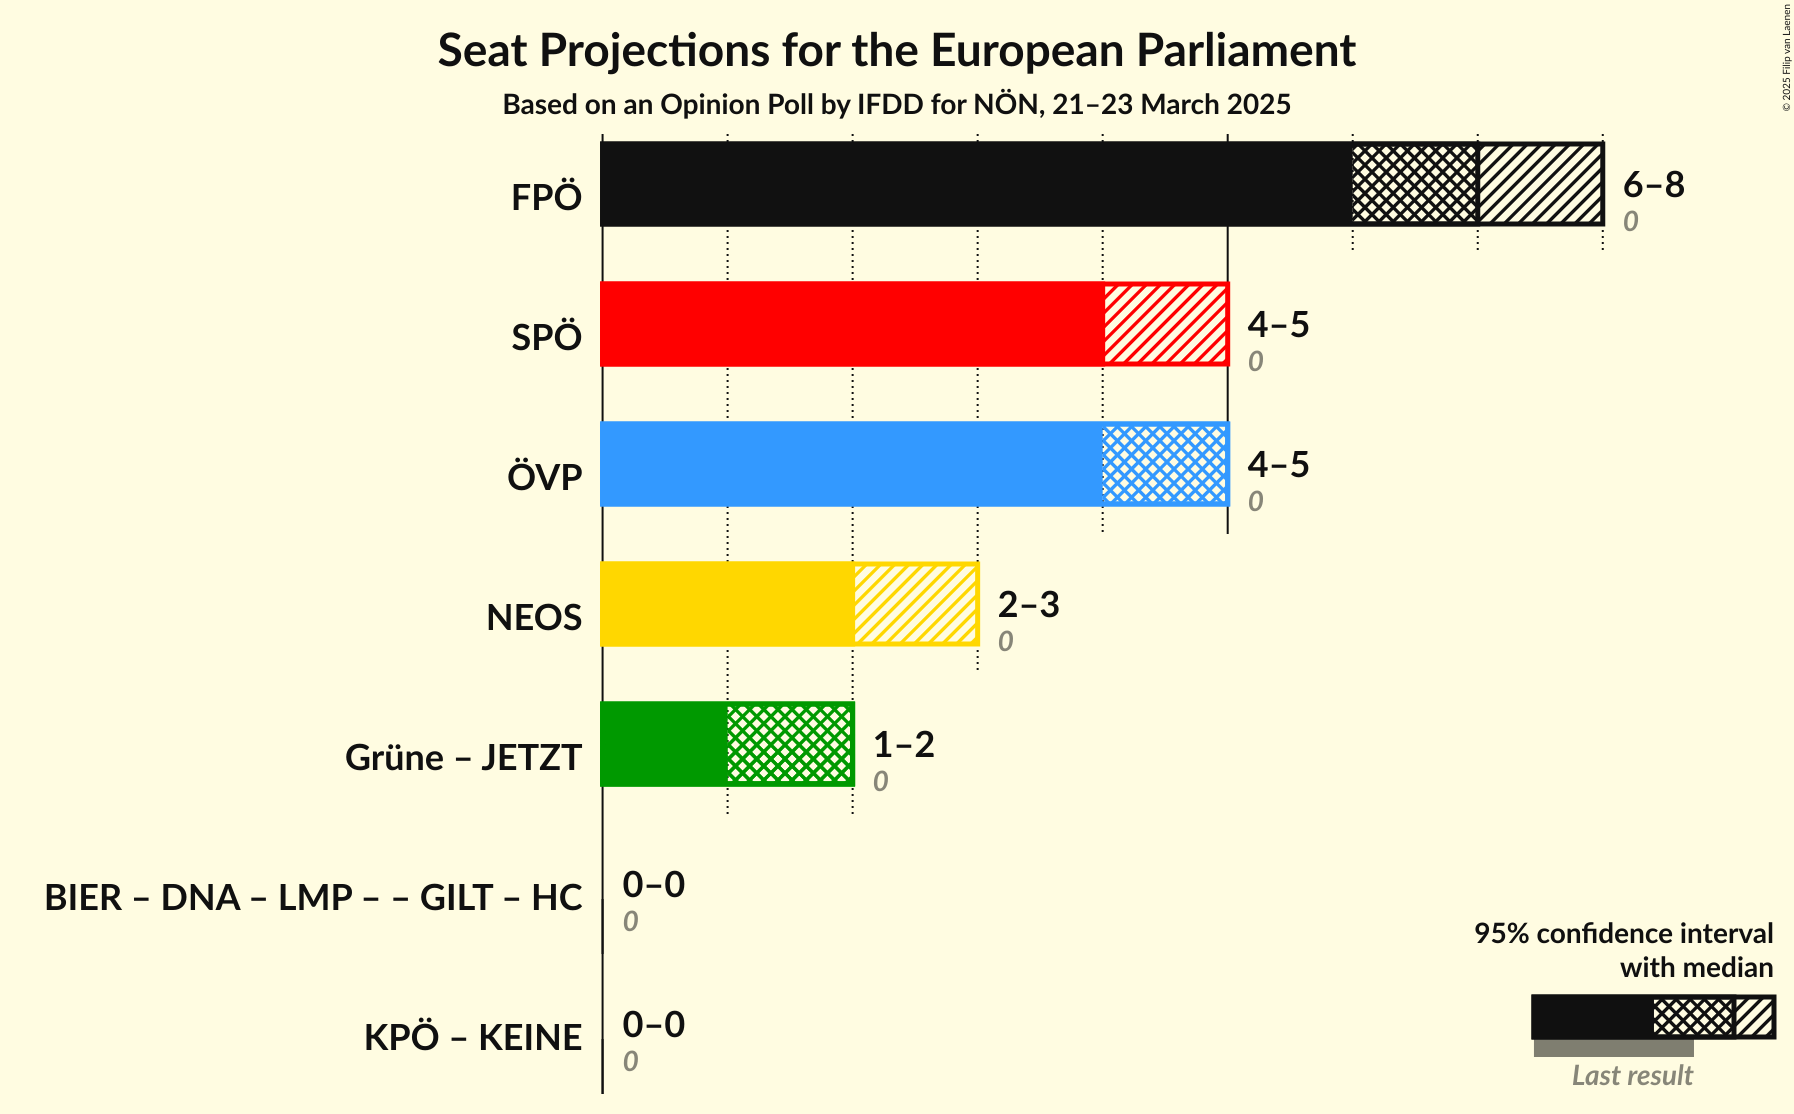 Seat Projections for the European Parliament
Based on an Opinion Poll by IFDD for NÖN, 21–23 March 2025
© 2025 Filip van Laenen
FPÖ
6–8
0
SPÖ
4–5
0
ÖVP
4–5
0
NEOS
2–3
0
Grüne – JETZT
1–2
0
BIER – DNA – LMP – – GILT – HC
0–0
0
KPÖ – KEINE
0–0
0
95% confidence interval
with median
Last result